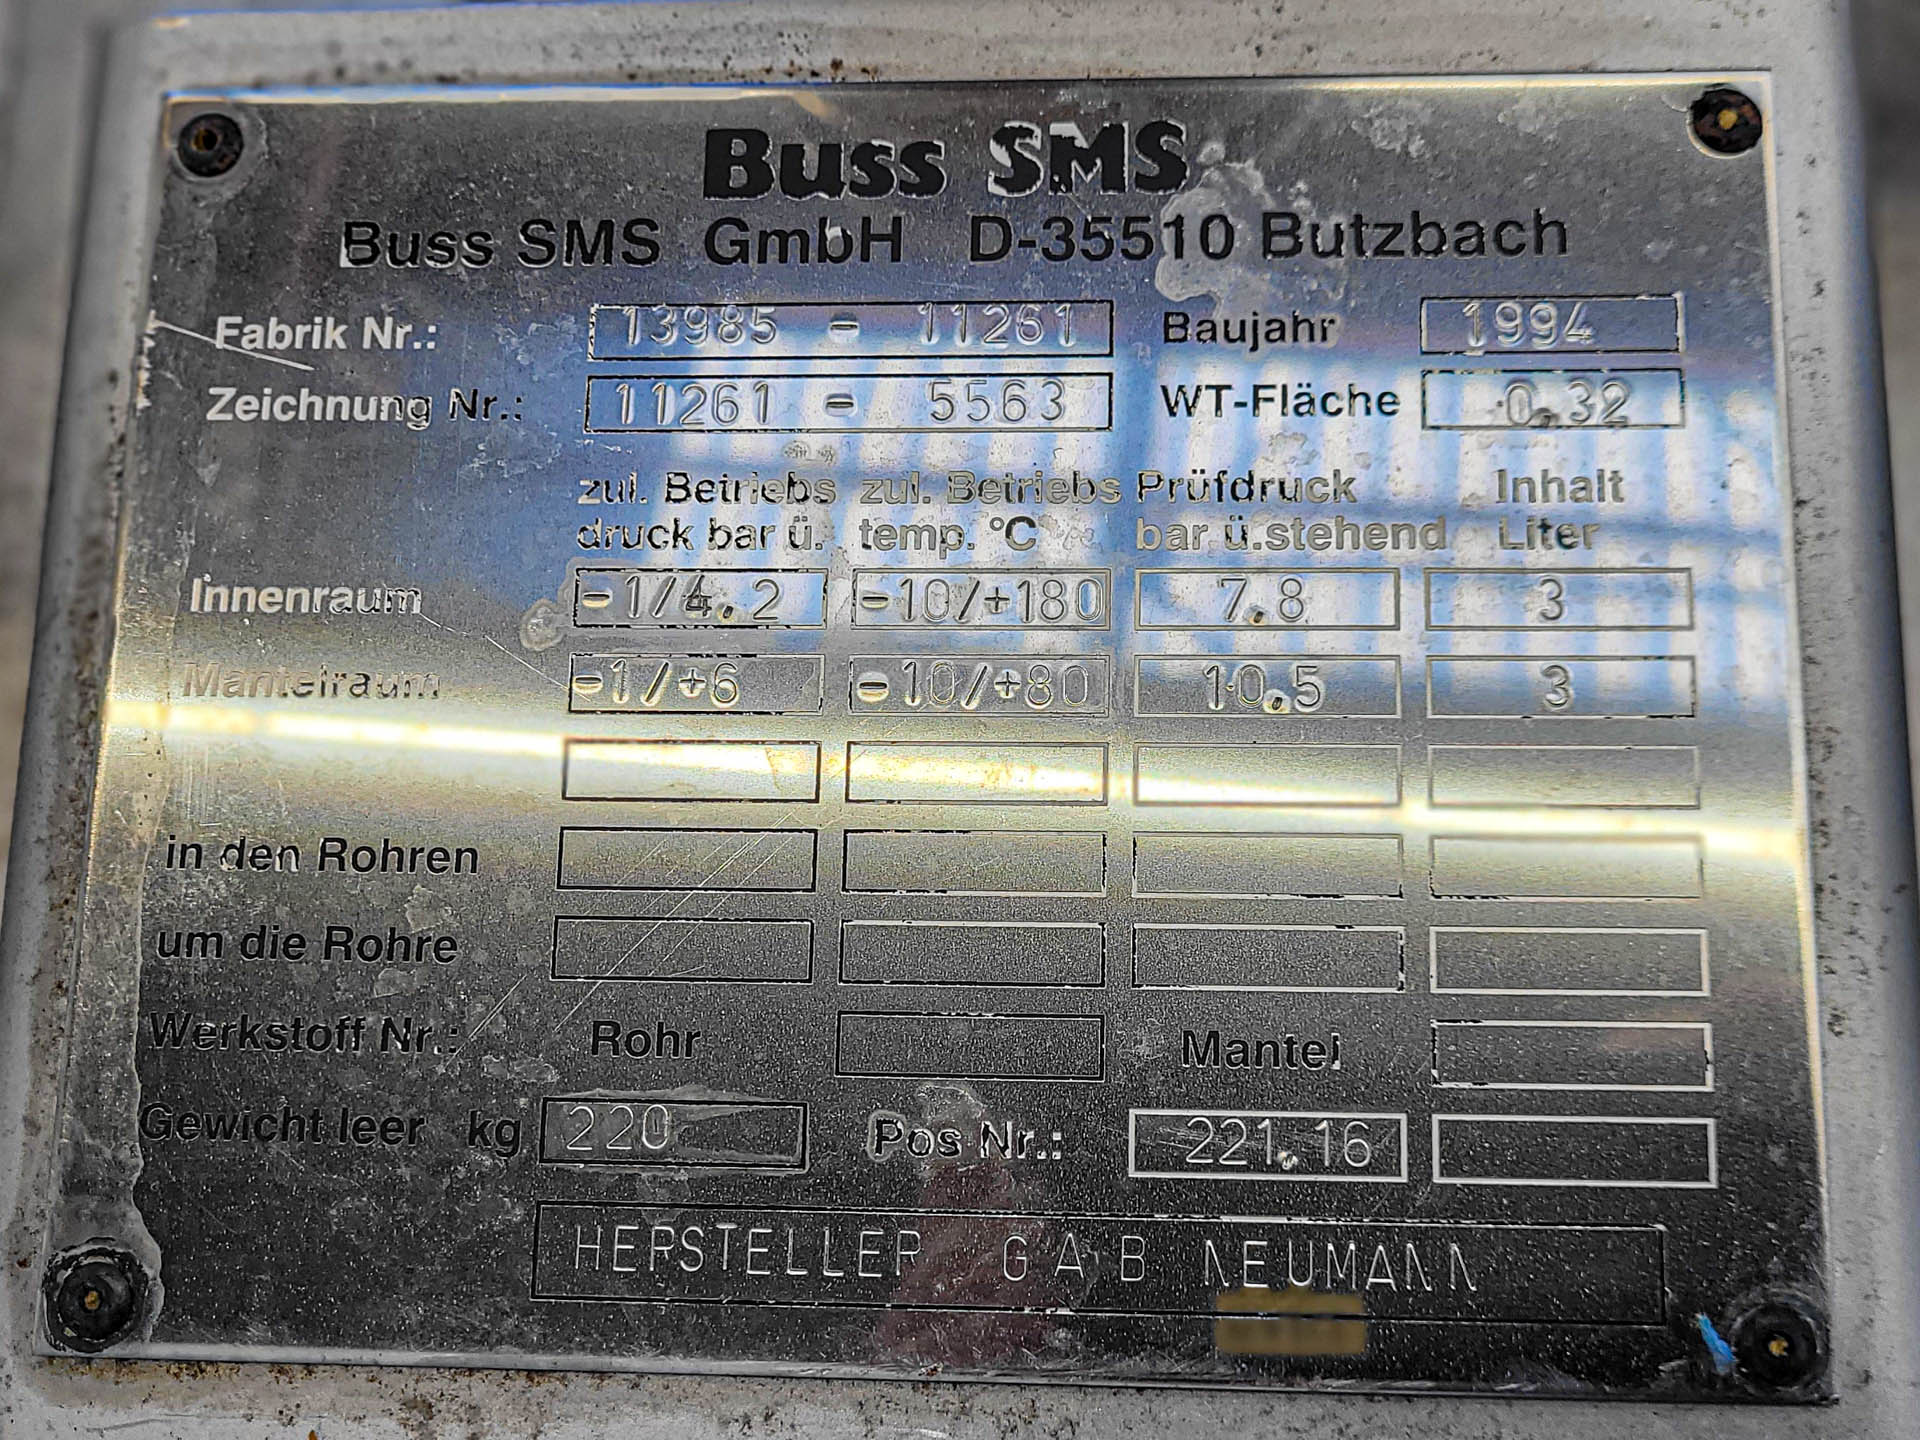 Buss SMS
Buss SMS GmbH D-35510 Butzbach
Fabrik Nr.: 13985 - 11261 Baujahr 1994
Zeichnung Nr.: 11261 - 5563 WT-Fläche 0.32
zul. Betriebs zul. Betriebs Prüfdruck Inhalt
druck bar ü. temp. °C bar ü.stehend Liter
Innenraum -1/4.2 -10/+180 7.8 3
Mantelraum -1/+6 -10/+80 10.5 3
in den Rohren
um die Rohre
Werkstoff Nr.: Rohr Mantel
Gewicht leer kg 220 Pos Nr.: 221.16
HERSTELLER G A B NEUMANN